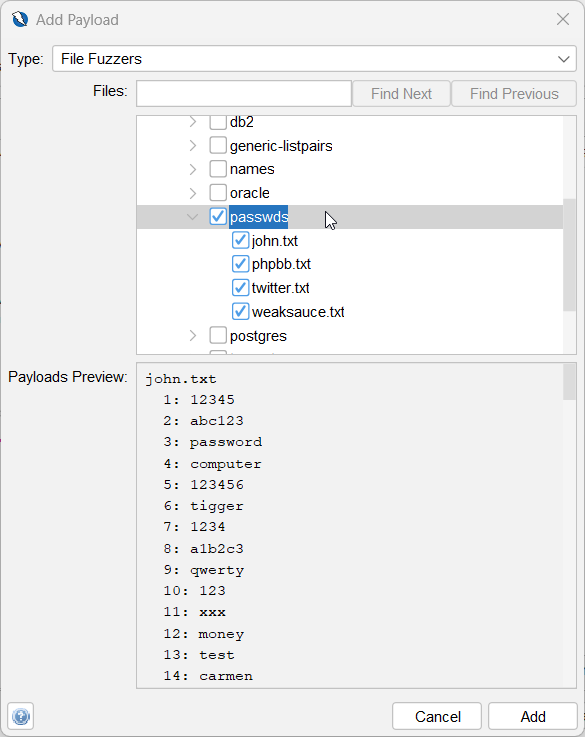 Add Payload
Type: File Fuzzers
Files: Find Next Find Previous
db2
generic-listpairs
names
oracle
passwds
john.txt
phpbb.txt
twitter.txt
weaksauce.txt
postgres
Payloads Preview: john.txt
1: 12345
2: abc123
3: password
4: computer
5: 123456
6: tigger
7: 1234
8: a1b2c3
9: qwerty
10: 123
11: xxx
12: money
13: test
14: carmen
? Cancel Add